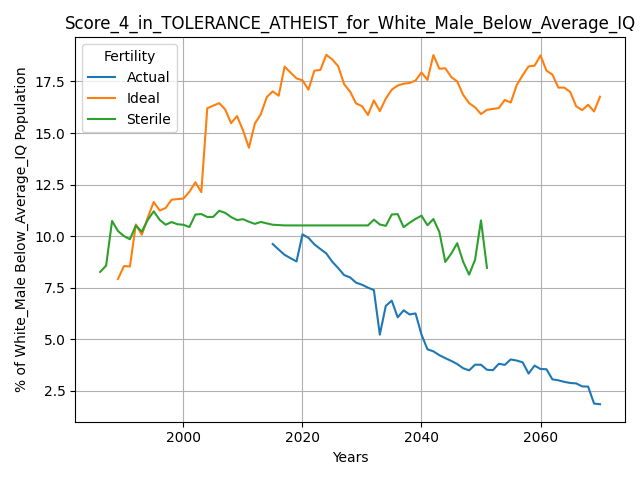 Score_4_in_TOLERANCE_ATHEIST_for_White_Male_Below_Average_IQ
Fertility
Actual
Ideal
Sterile
% of White_Male Below_Average_IQ Population
17.5
15.0
12.5
10.0
7.5
5.0
2.5
2000 2020 2040 2060
Years